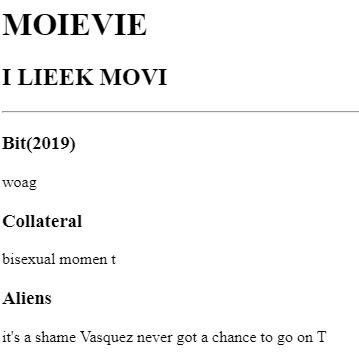 MOIEVIE
I LIEEK MOVI
Bit(2019)
woag
Collateral
bisexual momen t
Aliens
it's a shame Vasquez never got a chance to go on T